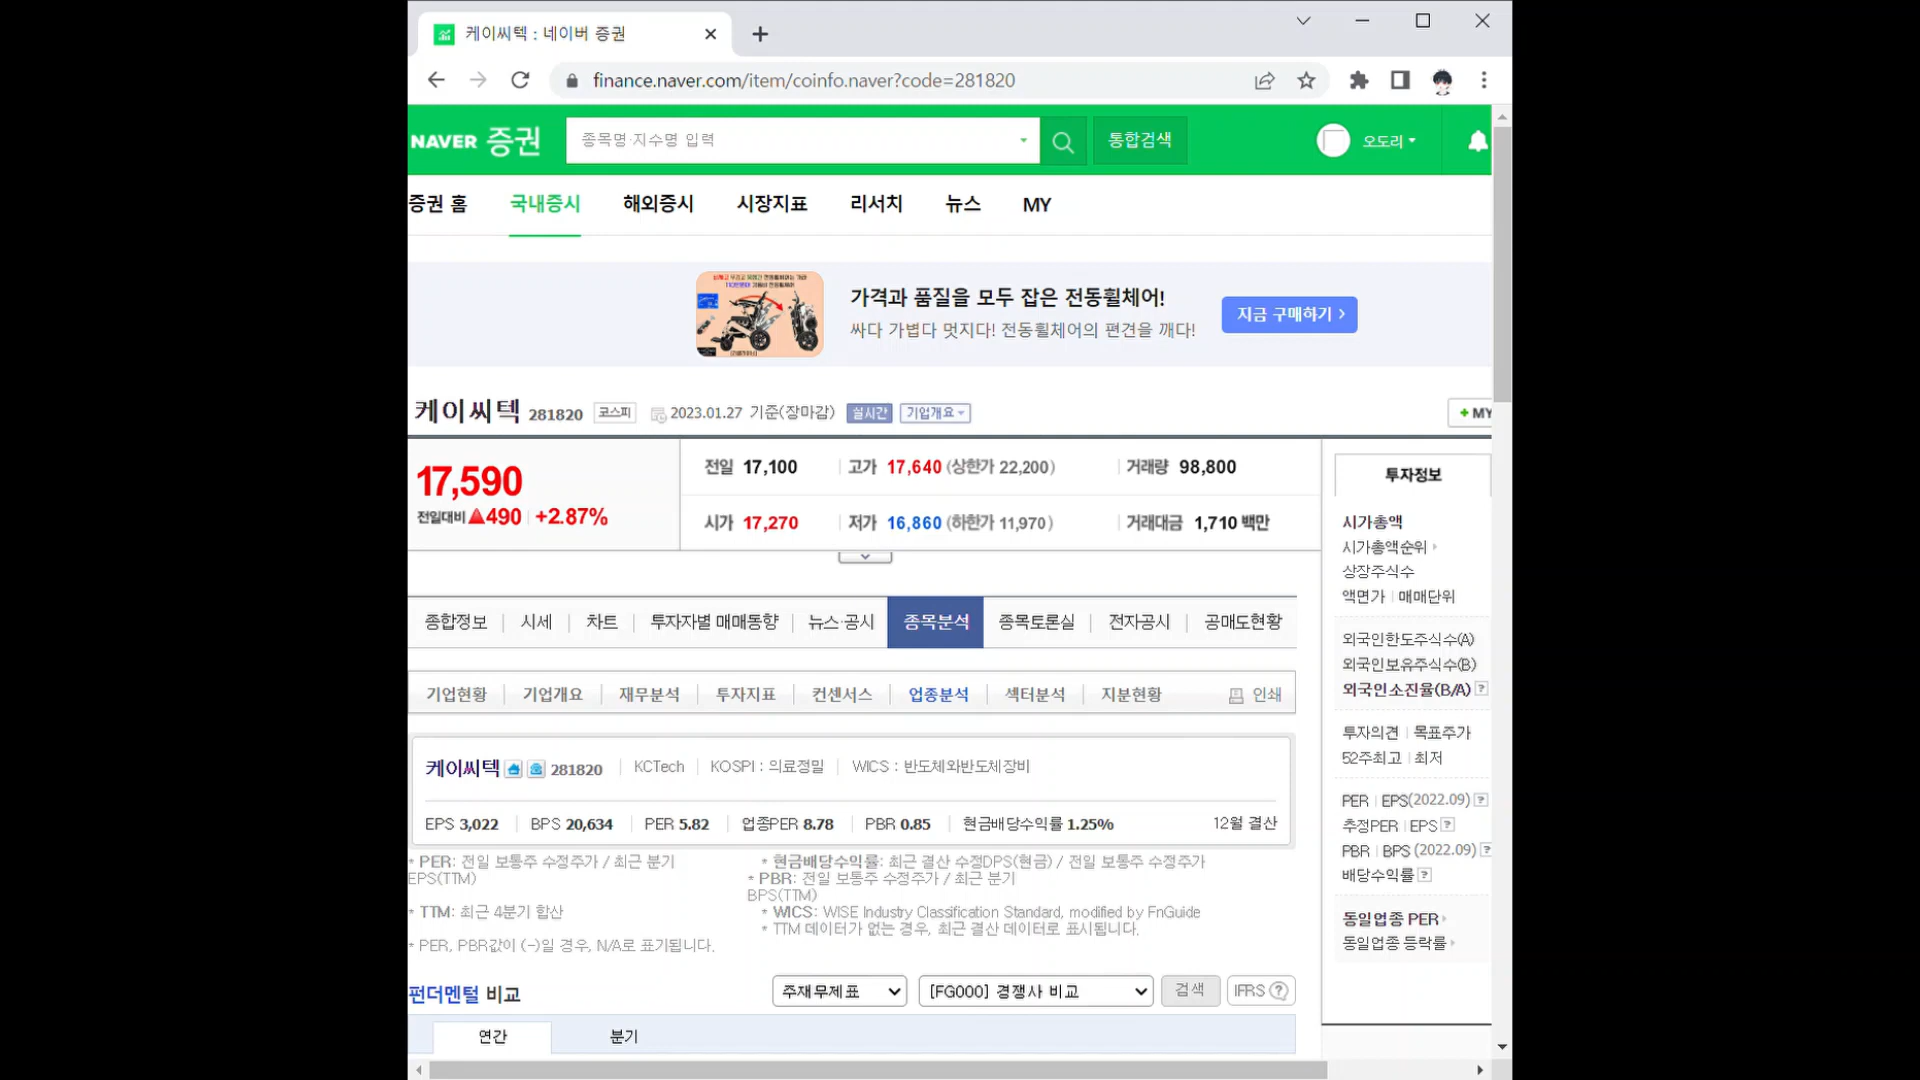 케이씨텍 : 네이버 증권
finance.naver.com/item/coinfo.naver?code=281820
NAVER 증권
종목명·지수명 입력
통합검색
오도리
증권 홈 국내증시 해외증시 시장지표 리서치 뉴스 MY
가격과 품질을 모두 잡은 전동휠체어!
싸다 가볍다 멋지다! 전동휠체어의 편견을 깨다!
지금 구매하기 >
케이씨텍 281820 코스피 2023.01.27 기준(장마감) 실시간 기업개요
+ MY
17,590
전일대비 ▲490 +2.87%
전일 17,100 고가 17,640 (상한가 22,200) 거래량 98,800
시가 17,270 저가 16,860 (하한가 11,970) 거래대금 1,710 백만
투자정보
시가총액
시가총액순위
상장주식수
액면가 | 매매단위
외국인한도주식수(A)
외국인보유주식수(B)
외국인소진율(B/A) ?
투자의견 | 목표주가
52주최고 | 최저
PER | EPS(2022.09) ?
추정PER | EPS ?
PBR | BPS (2022.09) ?
배당수익률 ?
동일업종 PER
동일업종 등락률
종합정보 | 시세 | 차트 | 투자자별 매매동향 | 뉴스·공시 종목분석 종목토론실 | 전자공시 | 공매도현황
기업현황 | 기업개요 | 재무분석 | 투자지표 | 컨센서스 | 업종분석 | 섹터분석 | 지분현황 인쇄
케이씨텍 281820 | KCTech | KOSPI : 의료정밀 | WICS : 반도체와반도체장비
EPS 3,022 | BPS 20,634 | PER 5.82 | 업종PER 8.78 | PBR 0.85 | 현금배당수익률 1.25% 12월 결산
* PER: 전일 보통주 수정주가 / 최근 분기
EPS(TTM)
* TTM: 최근 4분기 합산
* PER, PBR값이 (-)일 경우, N/A로 표기됩니다.
* 현금배당수익률: 최근 결산 수정DPS(현금) / 전일 보통주 수정주가
* PBR: 전일 보통주 수정주가 / 최근 분기
BPS(TTM)
* WICS: WISE Industry Classification Standard, modified by FnGuide
* TTM 데이터가 없는 경우, 최근 결산 데이터로 표시됩니다.
펀더멘털 비교
주재무제표 [FG000] 경쟁사 비교 검색 IFRS ?
연간 분기